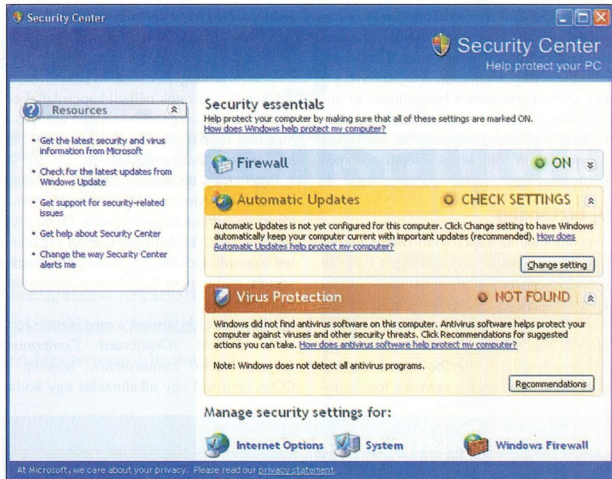 Security Center
Security Center
Help protect your PC
Resources
Get the latest security and virus
information from Microsoft
Check for the latest updates from
Windows Update
Get support for security-related
issues
Get help about Security Center
Change the way Security Center
alerts me
Security essentials
Help protect your computer by making sure that all of these settings are marked ON.
How does Windows help protect my computer?
Firewall ON
Automatic Updates CHECK SETTINGS
Automatic Updates is not yet configured for this computer. Click Change setting to have Windows
automatically keep your computer current with important updates (recommended). How does
Automatic Updates help protect my computer?
Change setting
Virus Protection NOT FOUND
Windows did not find antivirus software on this computer. Antivirus software helps protect your
computer against viruses and other security threats. Click Recommendations for suggested
actions you can take. How does antivirus software help protect my computer?
Note: Windows does not detect all antivirus programs.
Recommendations
Manage security settings for:
Internet Options System Windows Firewall
At Microsoft, we care about your privacy. Please read our privacy statement.